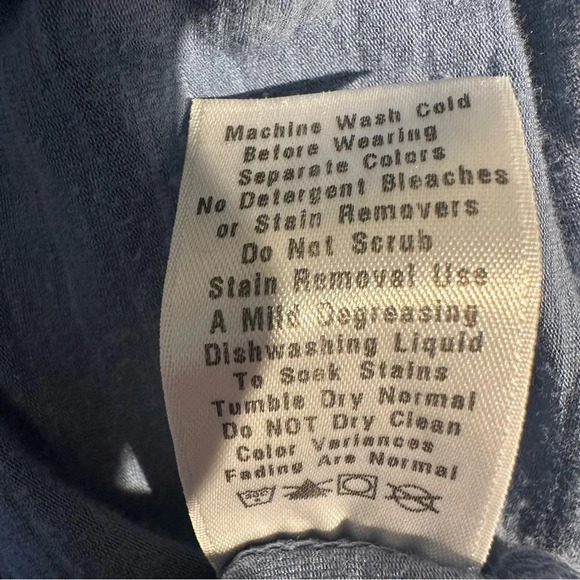 Machine Wash Cold
Before Wearing
Separate Colors
No Detergent Bleaches
or Stain Removers
Do Not Scrub
Stain Removal Use
A Mild Degreasing
Dishwashing Liquid
To Soak Stains
Tumble Dry Normal
Do NOT Dry Clean
Color Variances
Fading Are Normal